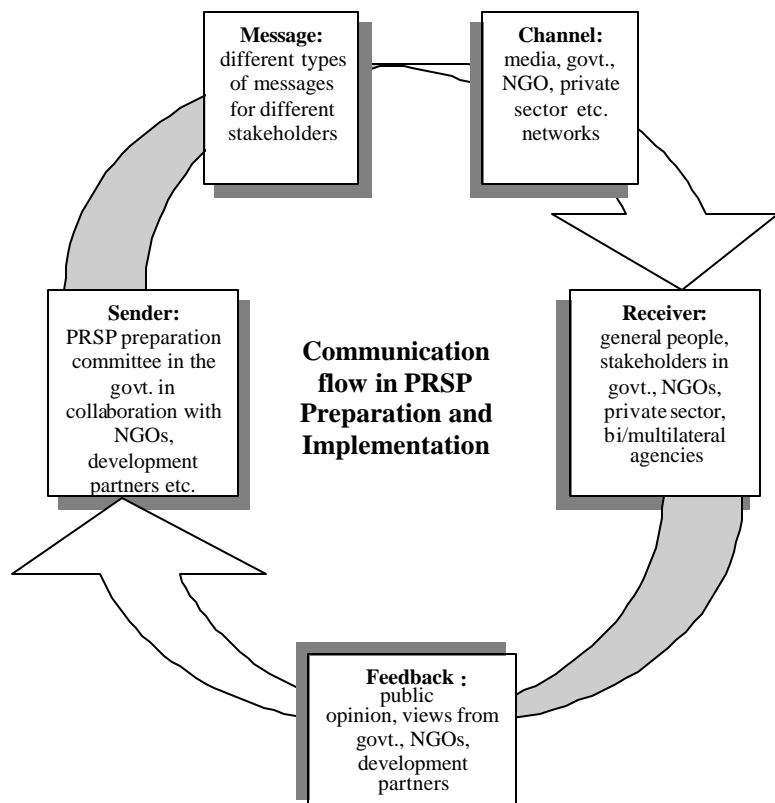 Message:
different types
of messages
for different
stakeholders
Channel:
media, govt.,
NGO, private
sector etc.
networks
Sender:
PRSP preparation
committee in the
govt. in
collaboration with
NGOs,
development
partners etc.
Communication
flow in PRSP
Preparation and
Implementation
Receiver:
general people,
stakeholders in
govt., NGOs,
private sector,
bi/multilateral
agencies
Feedback :
public
opinion, views from
govt., NGOs,
development
partners